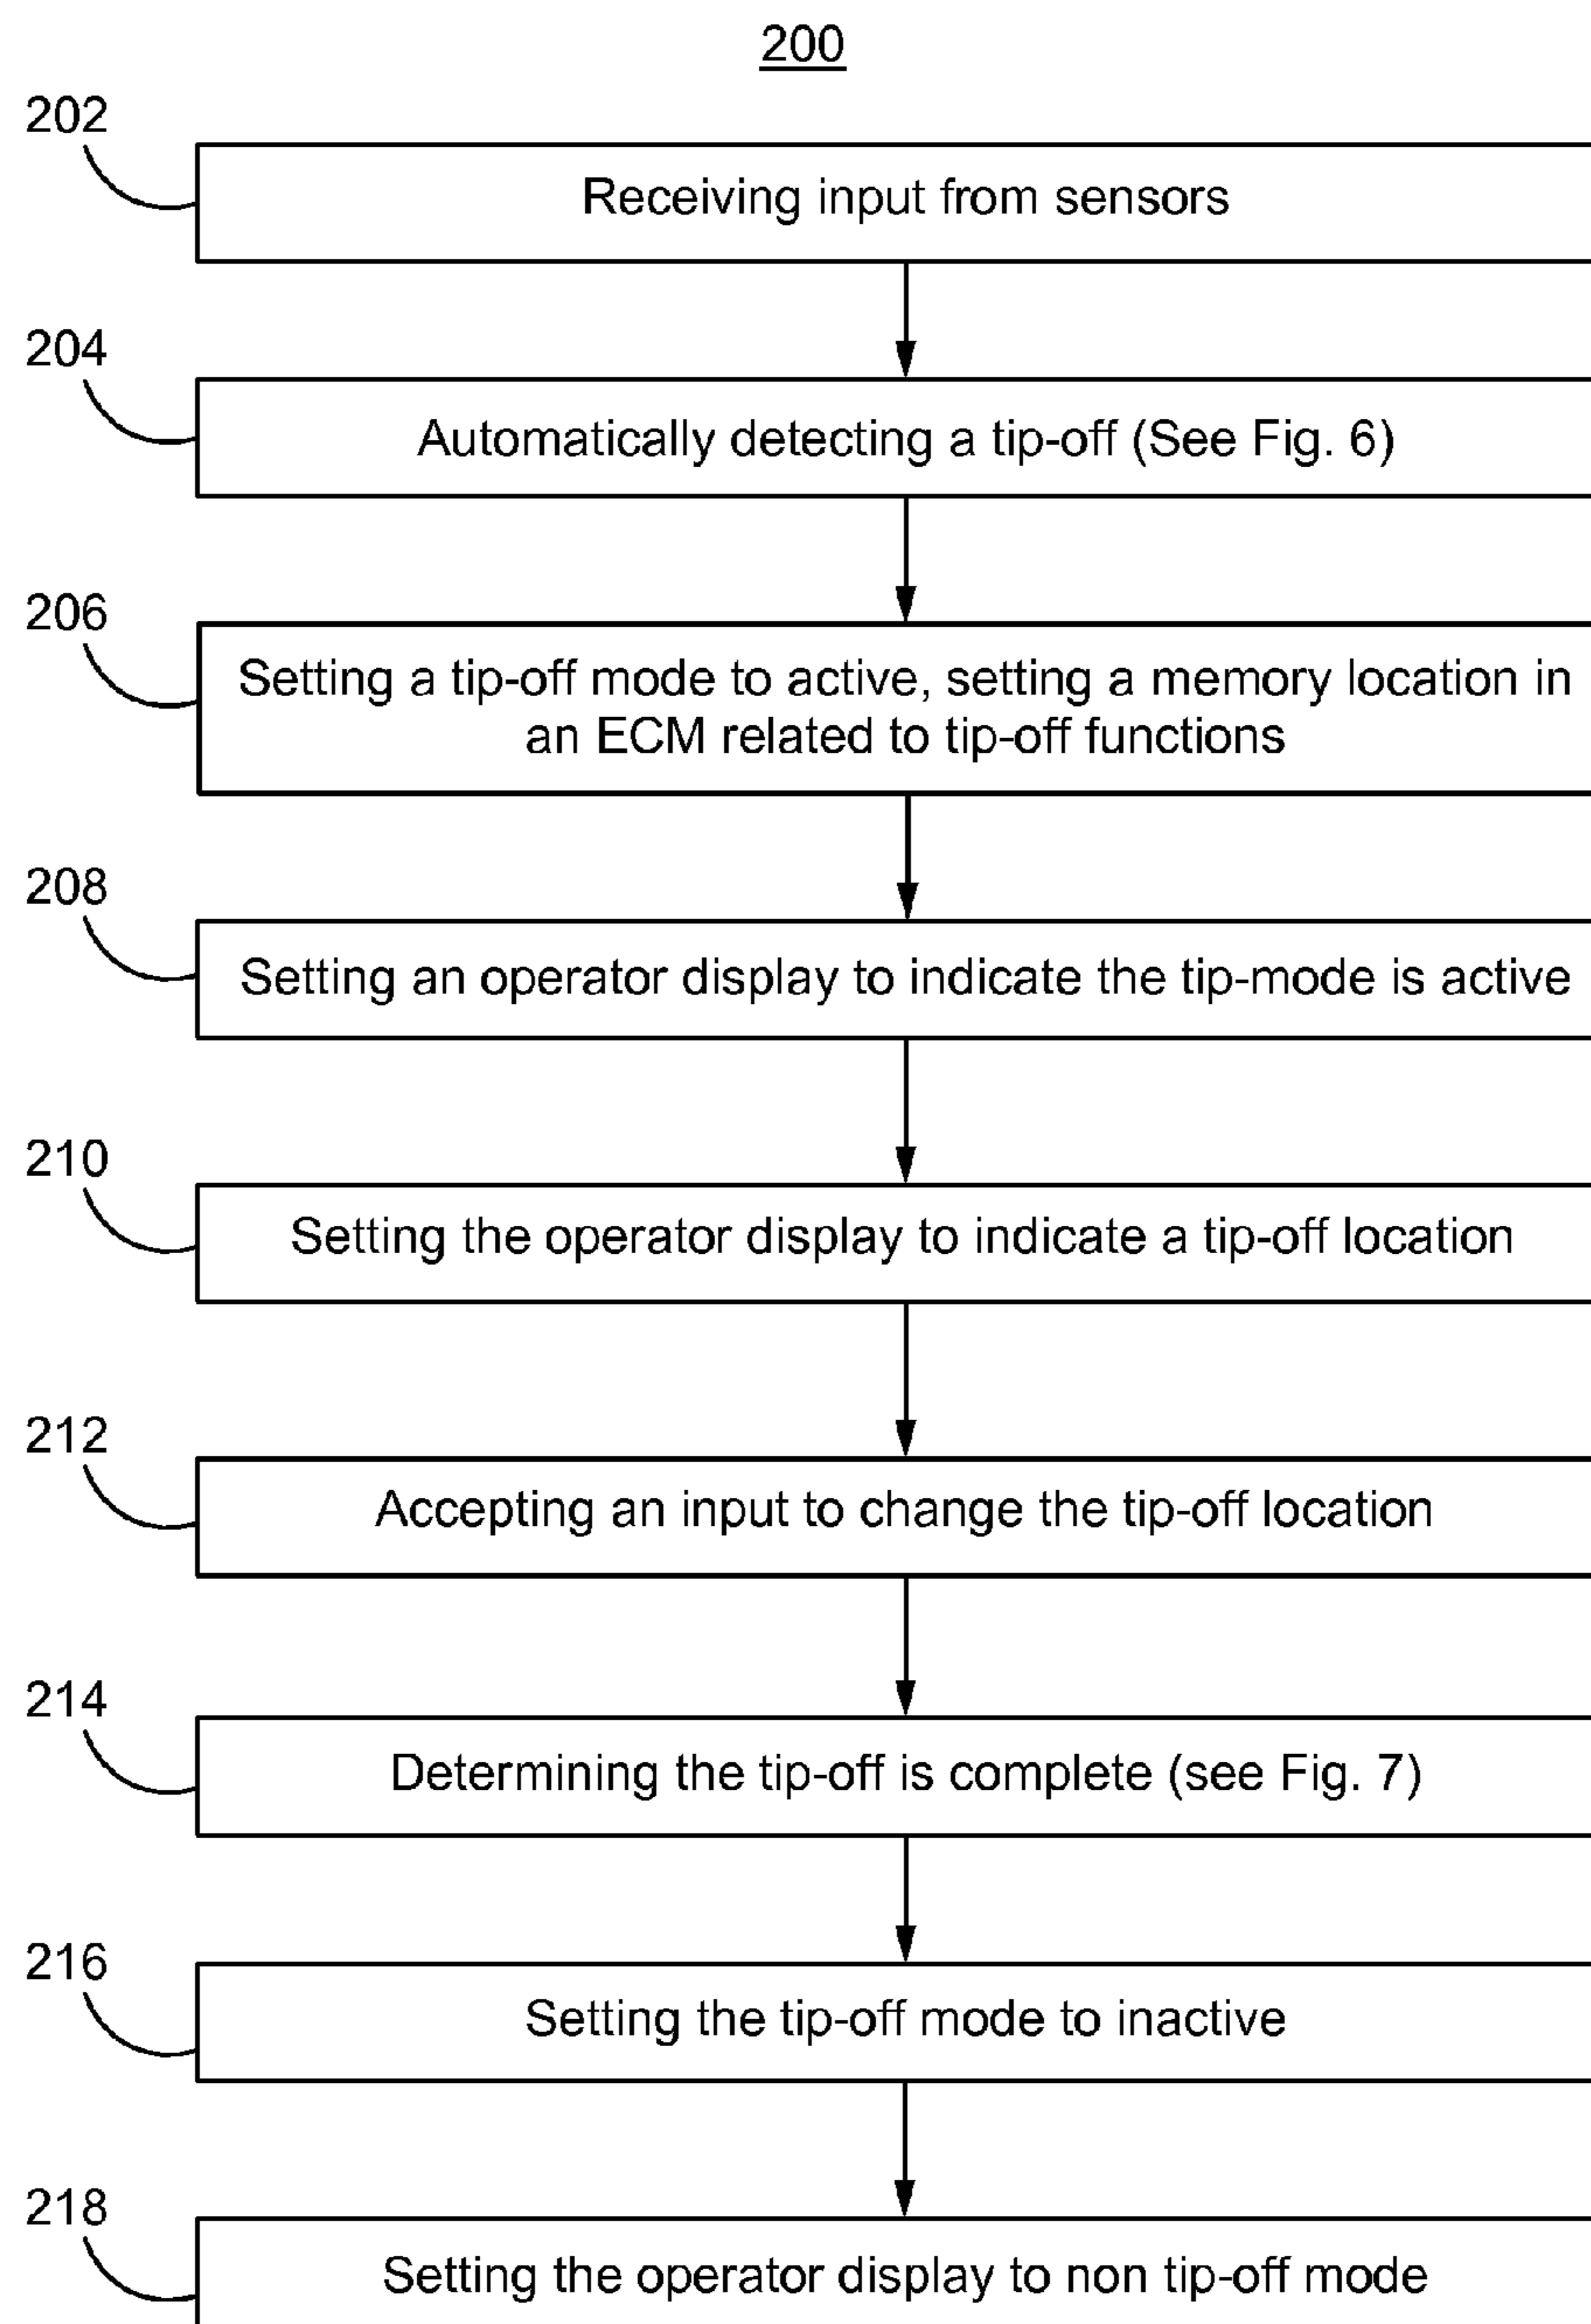 200
202
Receiving input from sensors
204
Automatically detecting a tip-off (See Fig. 6)
206
Setting a tip-off mode to active, setting a memory location in
an ECM related to tip-off functions
208
Setting an operator display to indicate the tip-mode is active
210
Setting the operator display to indicate a tip-off location
212
Accepting an input to change the tip-off location
214
Determining the tip-off is complete (see Fig. 7)
216
Setting the tip-off mode to inactive
218
Setting the operator display to non tip-off mode